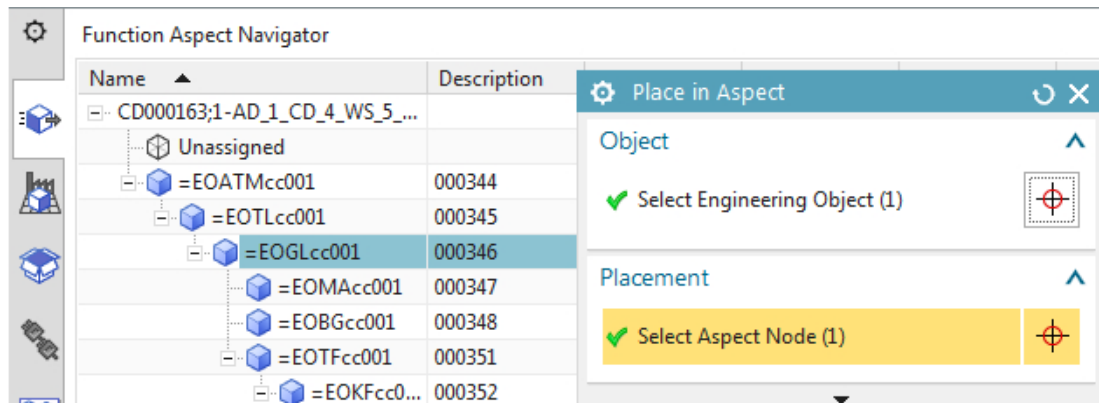 Function Aspect Navigator
Name Description
CD000163;1-AD_1_CD_4_WS_5_...
Unassigned
=EOATMcc001 000344
=EOTLcc001 000345
=EOGLcc001 000346
=EOMAcc001 000347
=EOBGcc001 000348
=EOTFcc001 000351
=EOKFcc0... 000352
Place in Aspect
Object
Select Engineering Object (1)
Placement
Select Aspect Node (1)